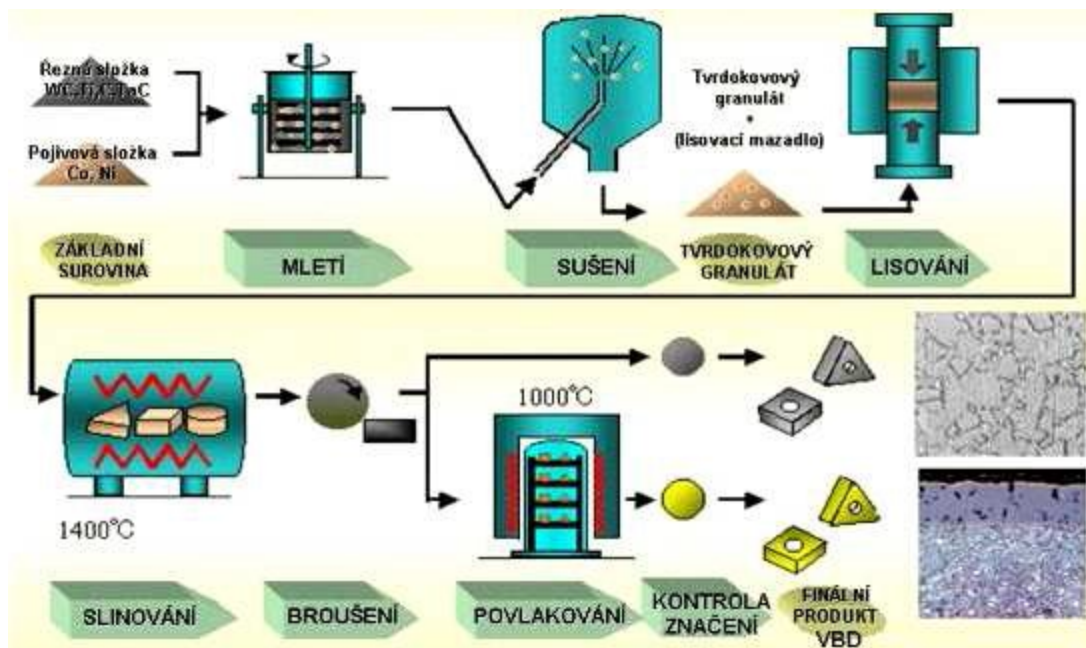 Řezná složka
WC,TiC,TaC
Pojivová složka
Co, Ni
Tvrdokovový
granulát
+
(lisovací mazadlo)
ZÁKLADNÍ
SUROVINA
MLETÍ
SUŠENÍ
TVRDOKOVOVÝ
GRANULÁT
LISOVÁNÍ
1400°C
1000°C
SLINOVÁNÍ
BROUŠENÍ
POVLAKOVÁNÍ
KONTROLA
ZNAČENÍ
FINÁLNÍ
PRODUKT
VBD